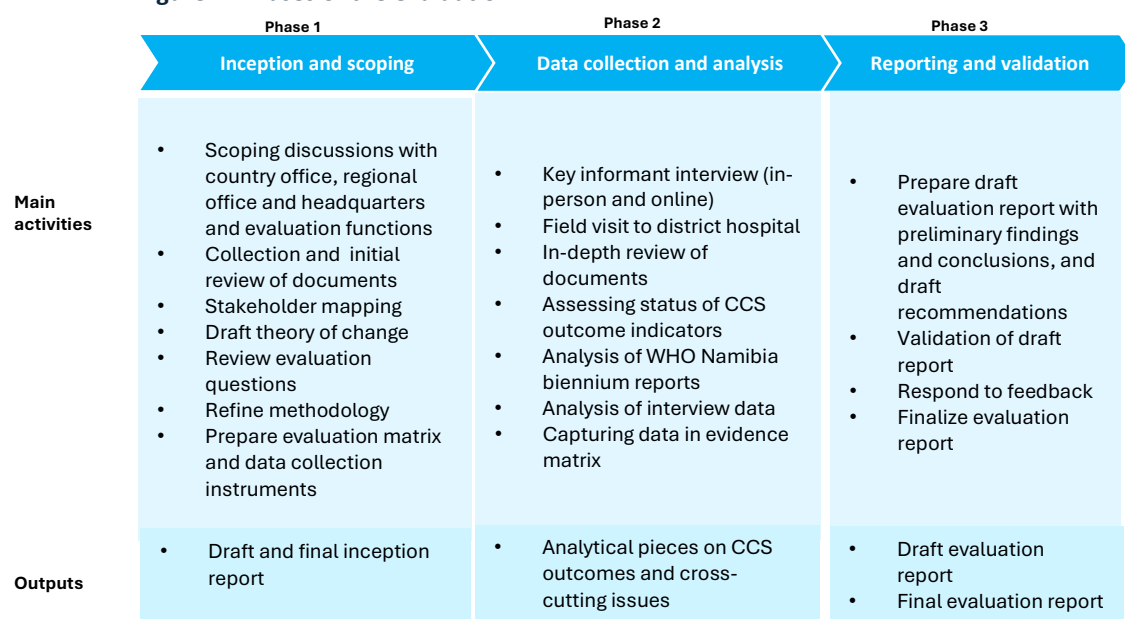 Phase 1
Phase 2
Phase 3
Inception and scoping
Data collection and analysis
Reporting and validation
Main
activities
• Scoping discussions with
country office, regional
office and headquarters
and evaluation functions
• Collection and initial
review of documents
• Stakeholder mapping
• Draft theory of change
• Review evaluation
questions
• Refine methodology
• Prepare evaluation matrix
and data collection
instruments
• Key informant interview (in-
person and online)
• Field visit to district hospital
• In-depth review of
documents
• Assessing status of CCS
outcome indicators
• Analysis of WHO Namibia
biennium reports
• Analysis of interview data
• Capturing data in evidence
matrix
• Prepare draft
evaluation report with
preliminary findings
and conclusions, and
draft
recommendations
• Validation of draft
report
• Respond to feedback
• Finalize evaluation
report
Outputs
• Draft and final inception
report
• Analytical pieces on CCS
outcomes and cross-
cutting issues
• Draft evaluation
report
• Final evaluation report